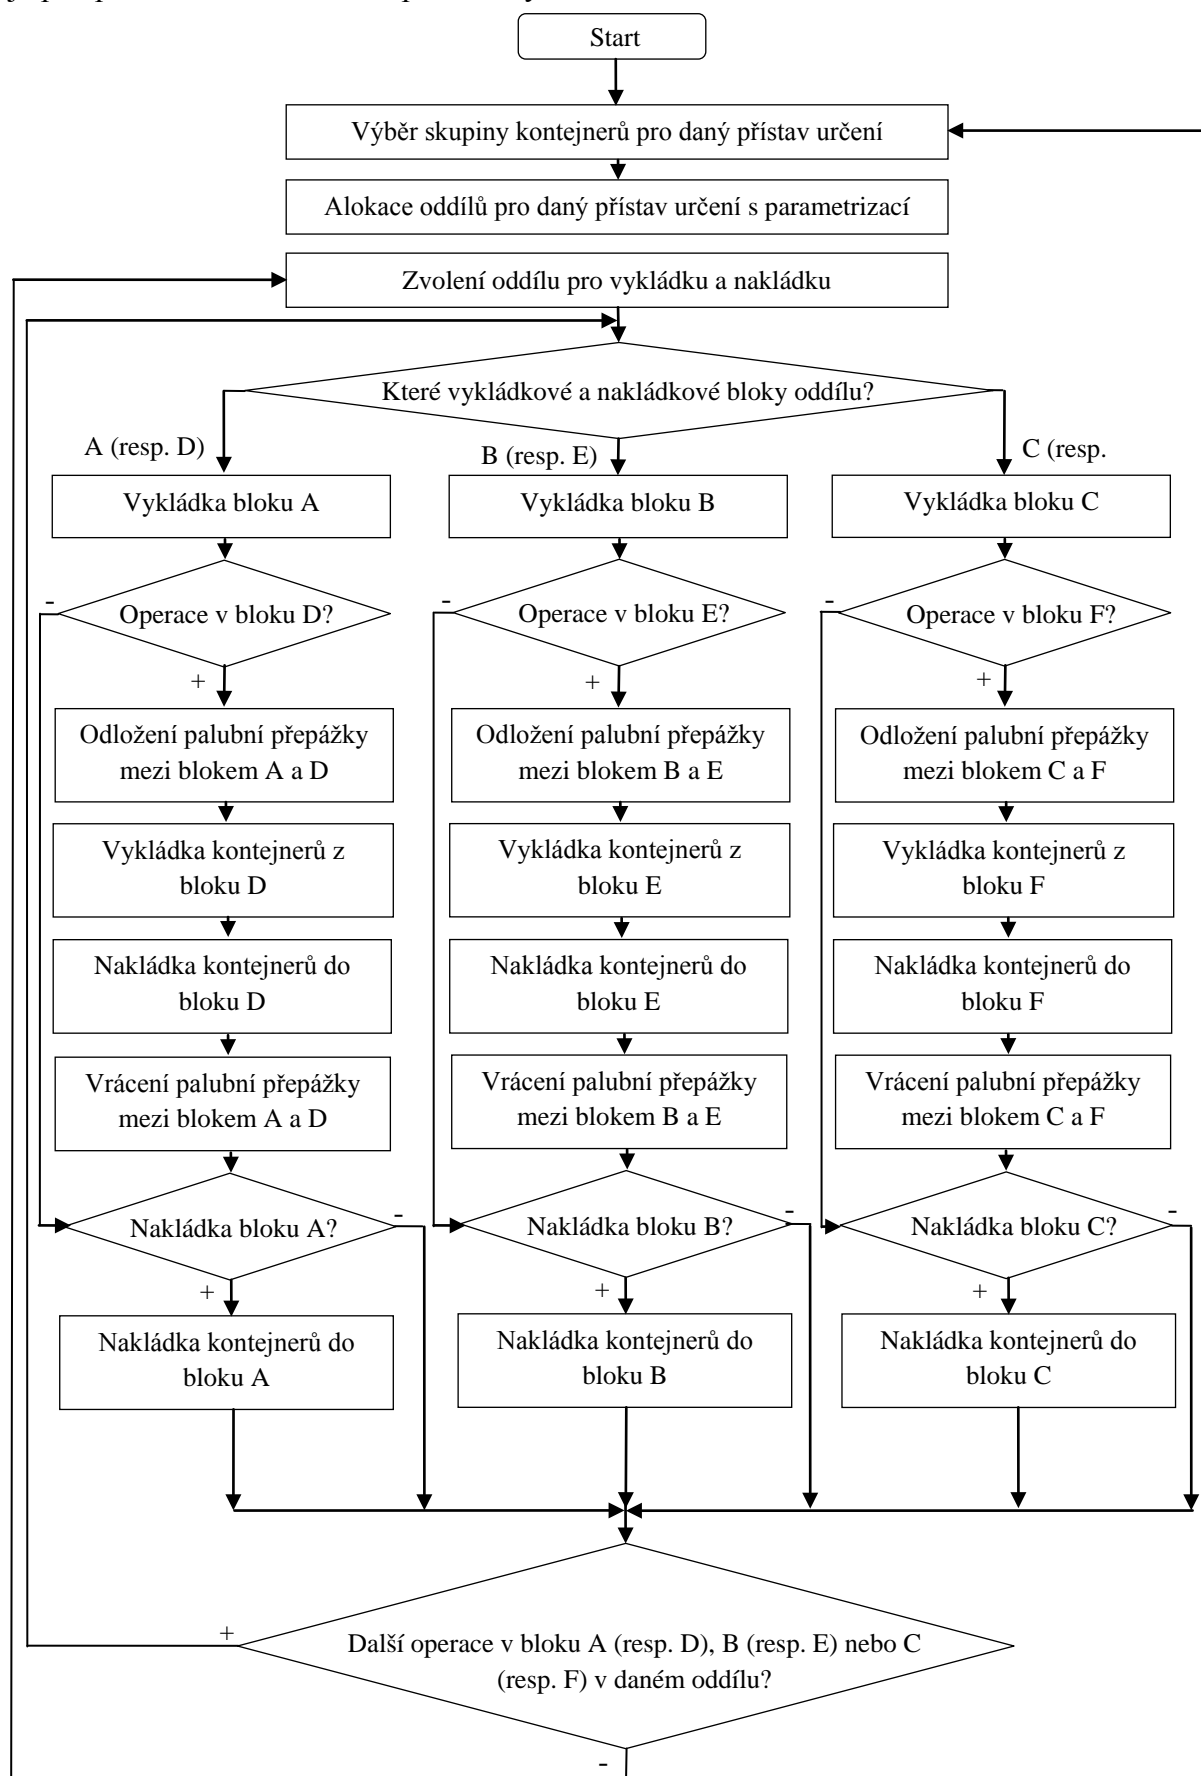 Start
Výběr skupiny kontejnerů pro daný přístav určení
Alokace oddílů pro daný přístav určení s parametrizací
Zvolení oddílu pro vykládku a nakládku
Které vykládkové a nakládkové bloky oddílu?
A (resp. D)
B (resp. E)
C (resp.
Vykládka bloku A
Vykládka bloku B
Vykládka bloku C
-
Operace v bloku D?
-
Operace v bloku E?
-
Operace v bloku F?
+
+
+
Odložení palubní přepážky
mezi blokem A a D
Odložení palubní přepážky
mezi blokem B a E
Odložení palubní přepážky
mezi blokem C a F
Vykládka kontejnerů z
bloku D
Vykládka kontejnerů z
bloku E
Vykládka kontejnerů z
bloku F
Nakládka kontejnerů do
bloku D
Nakládka kontejnerů do
bloku E
Nakládka kontejnerů do
bloku F
Vrácení palubní přepážky
mezi blokem A a D
Vrácení palubní přepážky
mezi blokem B a E
Vrácení palubní přepážky
mezi blokem C a F
Nakládka bloku A?
-
Nakládka bloku B?
-
Nakládka bloku C?
-
+
+
+
Nakládka kontejnerů do
bloku A
Nakládka kontejnerů do
bloku B
Nakládka kontejnerů do
bloku C
+
Další operace v bloku A (resp. D), B (resp. E) nebo C
(resp. F) v daném oddílu?
-